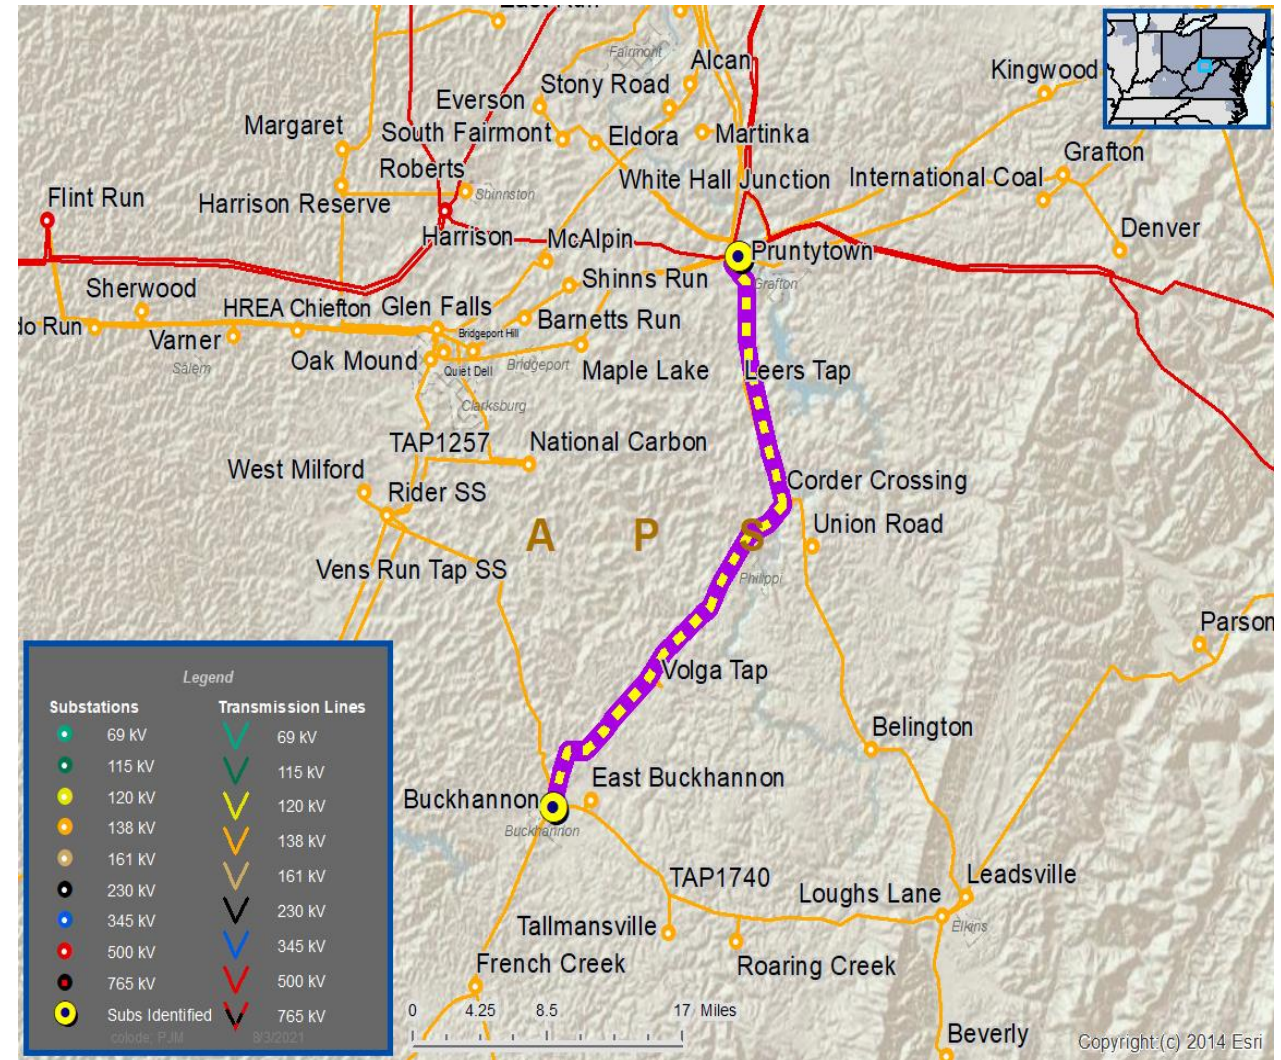 East Run
Fairmont
Alcan
Stony Road
Kingwood
Everson
Margaret
South Fairmont
Eldora
Martinka
Grafton
Roberts
White Hall Junction
International Coal
Flint Run
Harrison Reserve
Shinnston
Denver
Harrison
McAlpin
Pruntytown
Shinns Run
Grafton
Sherwood
HREA Chiefton
Glen Falls
do Run
Varner
Bridgeport Hill
Barnetts Run
Oak Mound
Salem
Quiet Dell
Bridgeport
Maple Lake
Leers Tap
Clarksburg
TAP1257
National Carbon
West Milford
Rider SS
Corder Crossing
Union Road
A P S
Vens Run Tap SS
Philippi
Parson
Volga Tap
Belington
East Buckhannon
Buckhannon
Buckhannon
TAP1740
Loughs Lane
Leadsville
Tallmansville
Elkins
French Creek
Roaring Creek
Beverly
0 4.25 8.5 17 Miles
Copyright:(c) 2014 Esri
Legend
Substations
Transmission Lines
69 kV
69 kV
115 kV
115 kV
120 kV
120 kV
138 kV
138 kV
161 kV
161 kV
230 kV
230 kV
345 kV
345 kV
500 kV
500 kV
765 kV
765 kV
Subs Identified
colode, PJM
9/3/2021